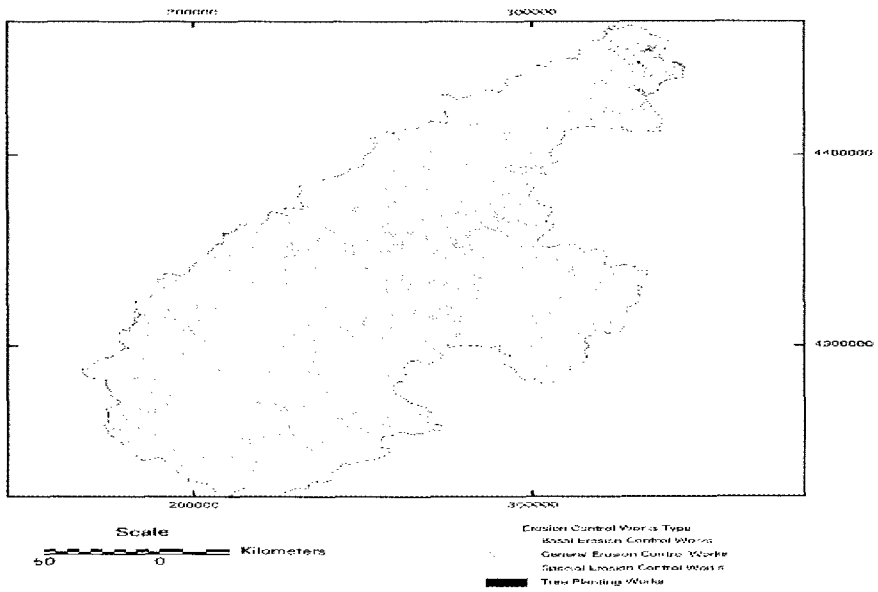 200000 300000
4400000
4300000
200000 300000
Scale
50 0 Kilometers
Erosion Control Works Type
Basal Erosion Control Works
General Erosion Control Works
Special Erosion Control Works
Tree Planting Works